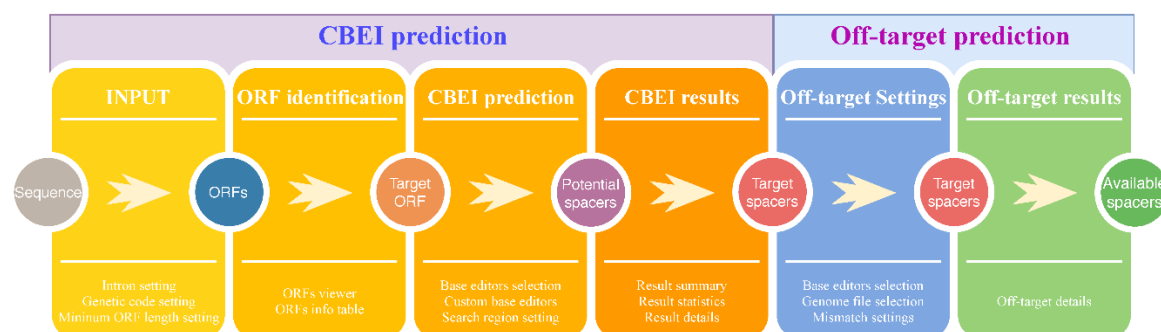 CBEI prediction
Off-target prediction
INPUT
ORF identification
CBEI prediction
CBEI results
Off-target Settings
Off-target results
Sequence
ORFs
Target
ORF
Potential
spacers
Target
spacers
Target
spacers
Available
spacers
Intron setting
Genetic code setting
Minimum ORF length setting
ORFs viewer
ORFs info table
Base editors selection
Custom base editors
Search region setting
Result summary
Result statistics
Result details
Base editors selection
Genome file selection
Mismatch settings
Off-target details